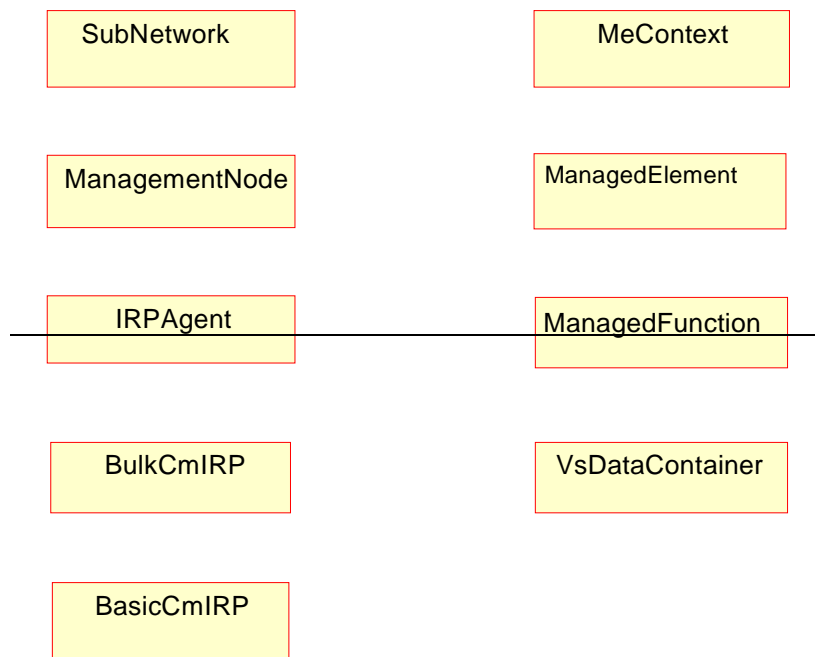 SubNetwork
MeContext
ManagementNode
ManagedElement
IRPAgent
ManagedFunction
BulkCmIRP
VsDataContainer
BasicCmIRP